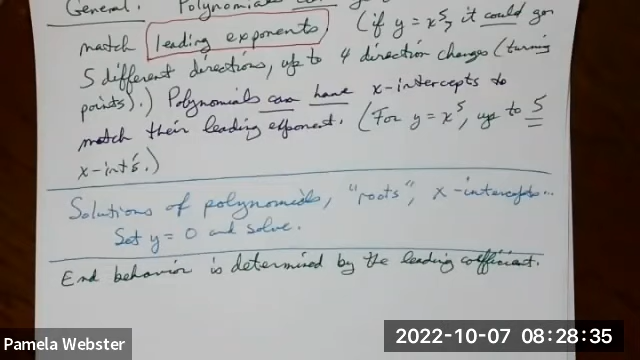 General. Polynomials can
match leading exponents (if y = x⁵, it could go
5 different directions, up to 4 direction changes (turning
points).) Polynomials can have x-intercepts to
match their leading exponent. (For y = x⁵, up to 5
x-int's.)
Solutions of polynomials, "roots", x-intercepts...
Set y = 0 and solve.
End behavior is determined by the leading coefficient.
Pamela Webster
2022-10-07 08:28:35